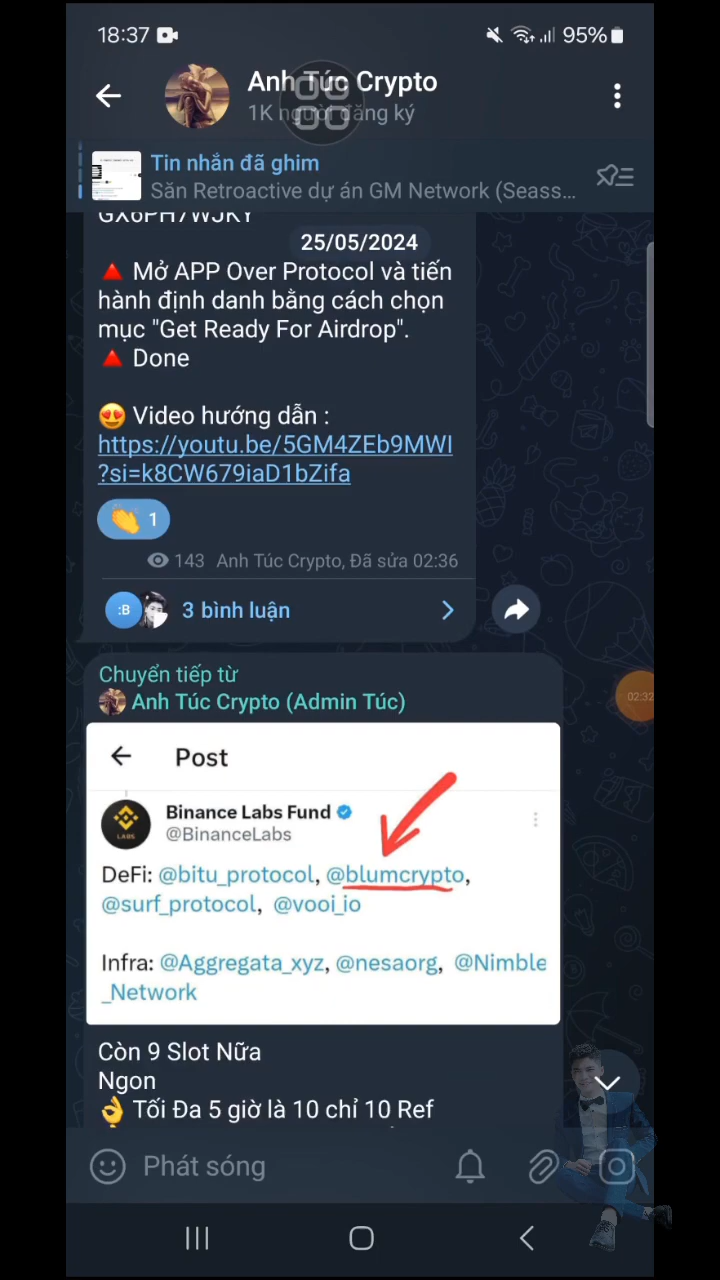 18:37
95%
Anh Túc Crypto
1K người đăng ký
Tin nhắn đã ghim
Săn Retroactive dự án GM Network (Seass...
GX6PH7WJKY
25/05/2024
🔺 Mở APP Over Protocol và tiến
hành định danh bằng cách chọn
mục "Get Ready For Airdrop".
🔺 Done
😍 Video hướng dẫn :
https://youtu.be/5GM4ZEb9MWI
?si=k8CW679iaD1bZifa
👏 1
143 Anh Túc Crypto, Đã sửa 02:36
:B
3 bình luận
02:32
Chuyển tiếp từ
Anh Túc Crypto (Admin Túc)
Post
Binance Labs Fund
@BinanceLabs
LABS
DeFi: @bitu_protocol, @blumcrypto,
@surf_protocol, @vooi_io
Infra: @Aggregata_xyz, @nesaorg, @Nimble
_Network
Còn 9 Slot Nữa
Ngon
👌 Tối Đa 5 giờ là 10 chỉ 10 Ref
Phát sóng